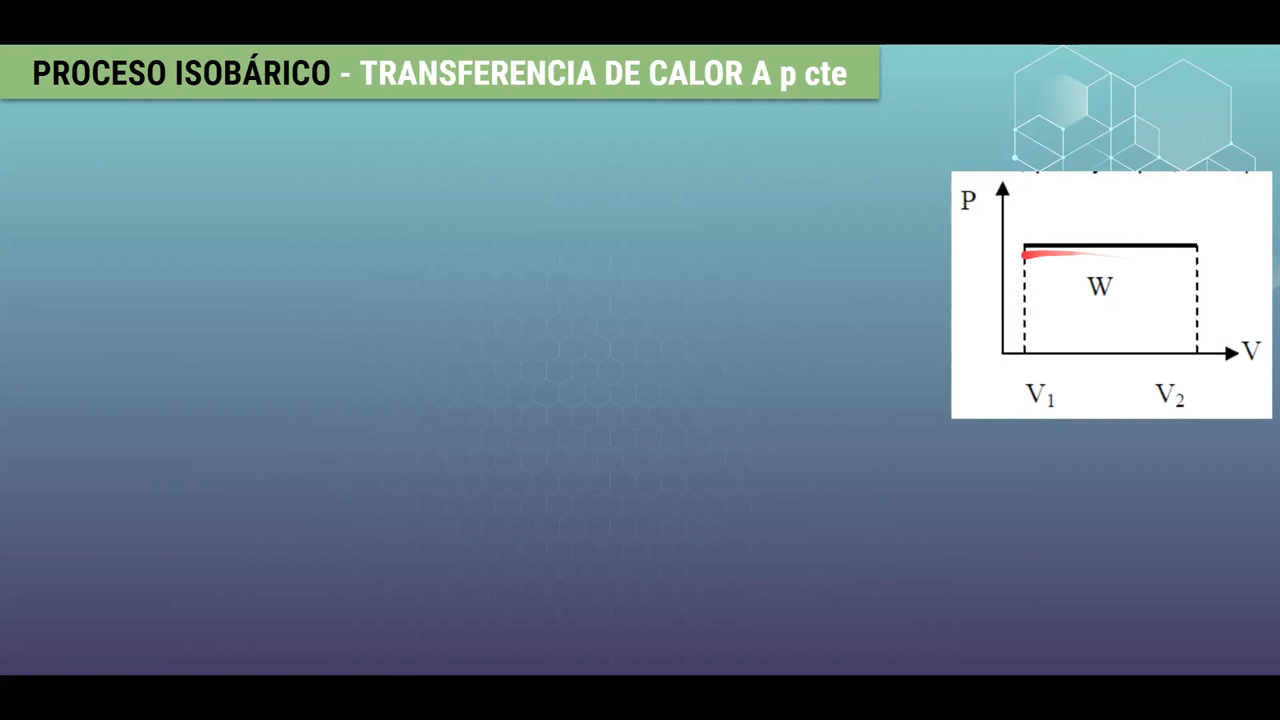 PROCESO ISOBÁRICO - TRANSFERENCIA DE CALOR A p cte
P
W
V
V₁ V₂